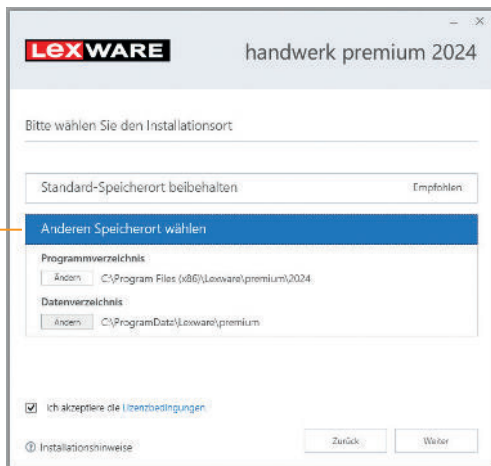 LEXWARE
handwerk premium 2024
Bitte wählen Sie den Installationsort
Standard-Speicherort beibehalten Empfohlen
Anderen Speicherort wählen
Programmverzeichnis
Ändern C:\Program Files (x86)\Lexware\premium\2024
Datenverzeichnis
Ändern C:\ProgramData\Lexware\premium
Ich akzeptiere die Lizenzbedingungen
Installationshinweise Zurück Weiter